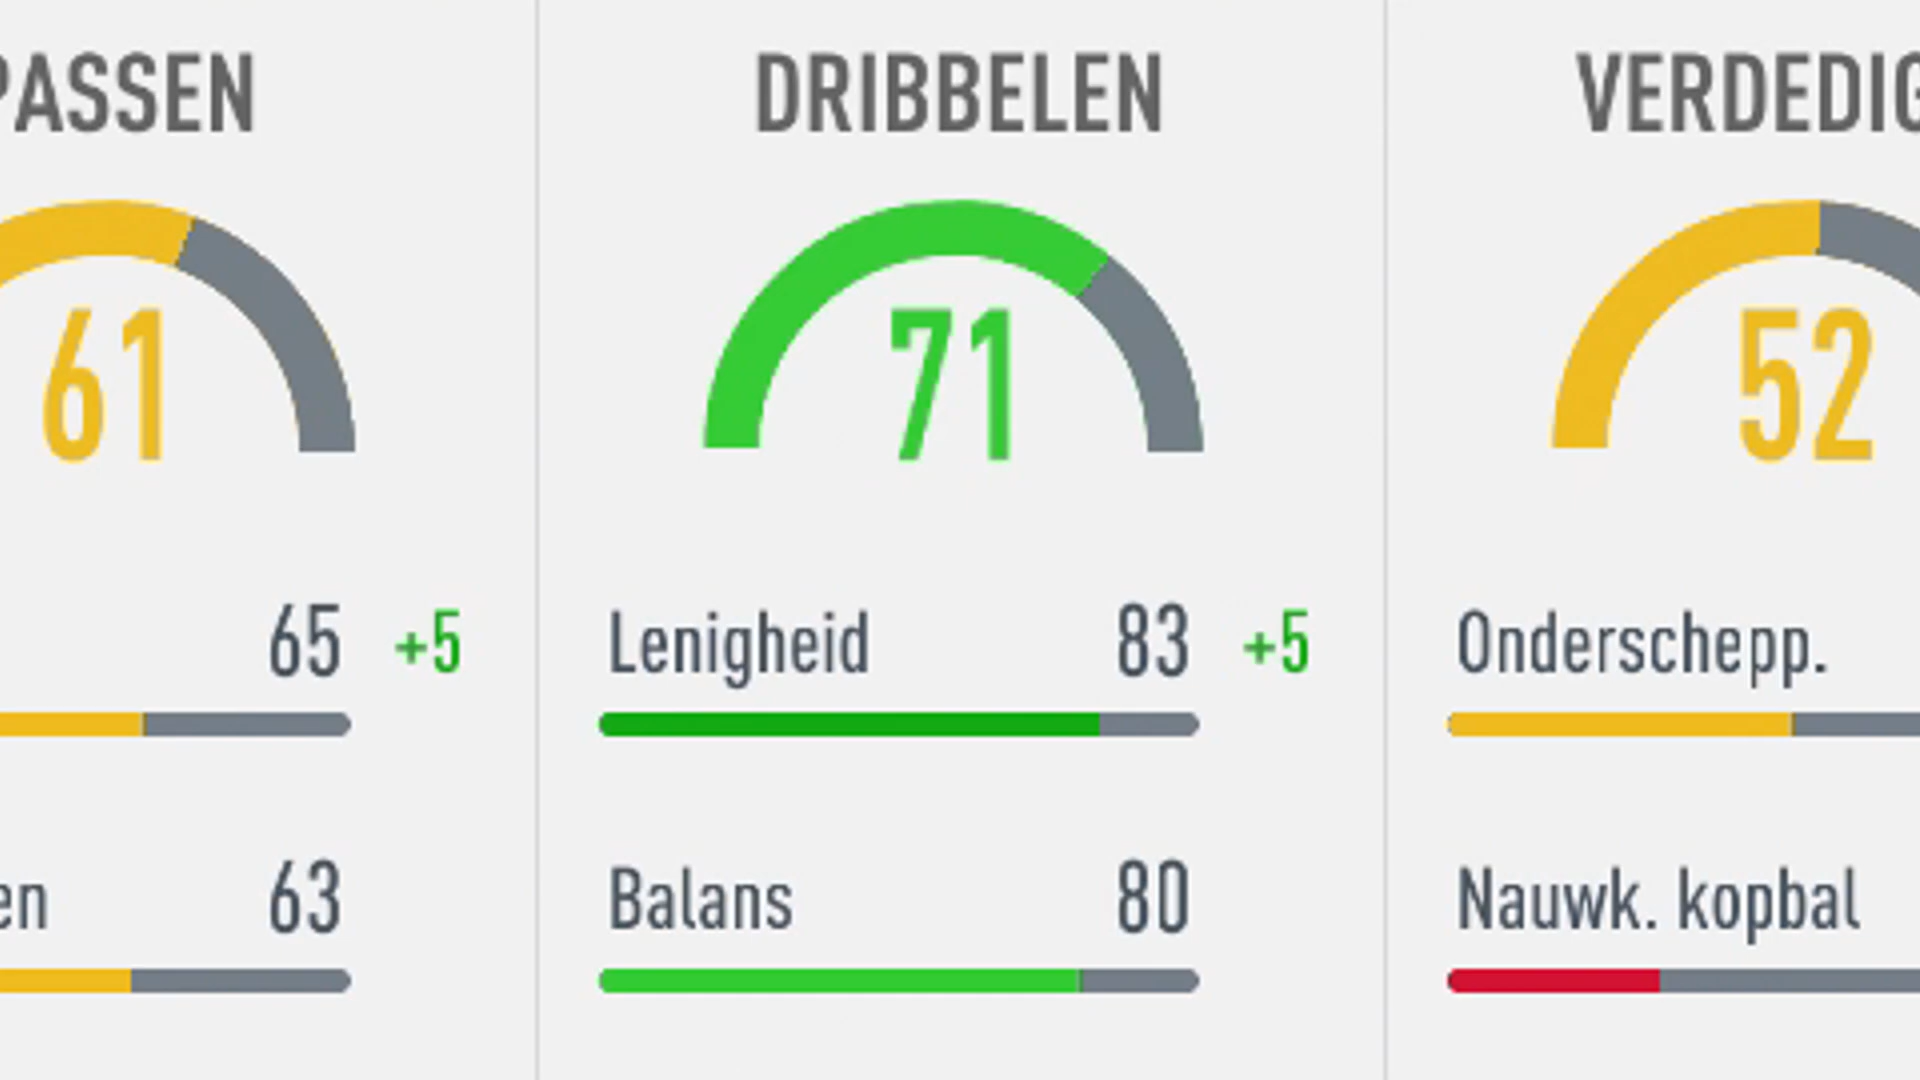 PASSEN DRIBBELEN VERDEDIG
61 71 52
65 +5 Lenigheid 83 +5 Onderschepp.
en 63 Balans 80 Nauwk. kopbal